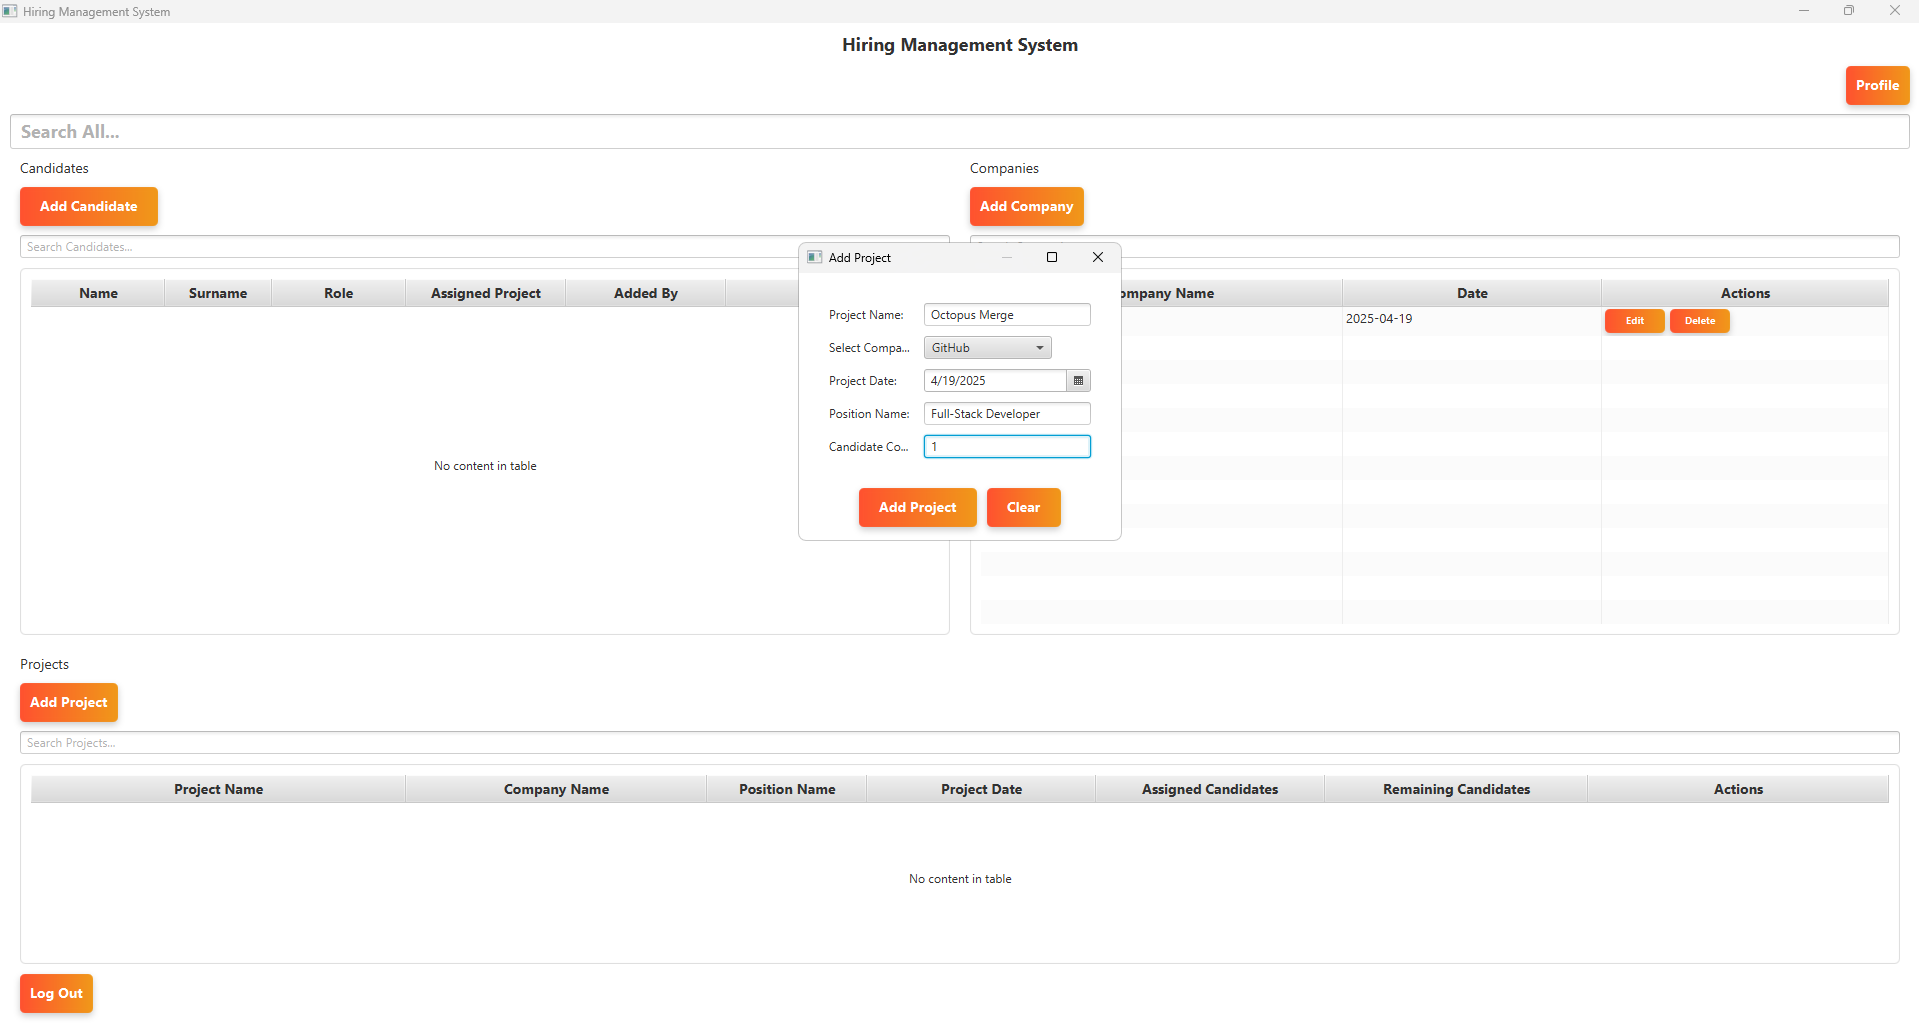 Hiring Management System
Hiring Management System
Profile
Search All...
Candidates
Companies
Add Candidate
Add Company
Search Candidates...
Name Surname Role Assigned Project Added By
No content in table
Company Name Date Actions
2025-04-19 Edit Delete
Add Project
Project Name: Octopus Merge
Select Compa... GitHub
Project Date: 4/19/2025
Position Name: Full-Stack Developer
Candidate Co... 1
Add Project Clear
Projects
Add Project
Search Projects...
Project Name Company Name Position Name Project Date Assigned Candidates Remaining Candidates Actions
No content in table
Log Out